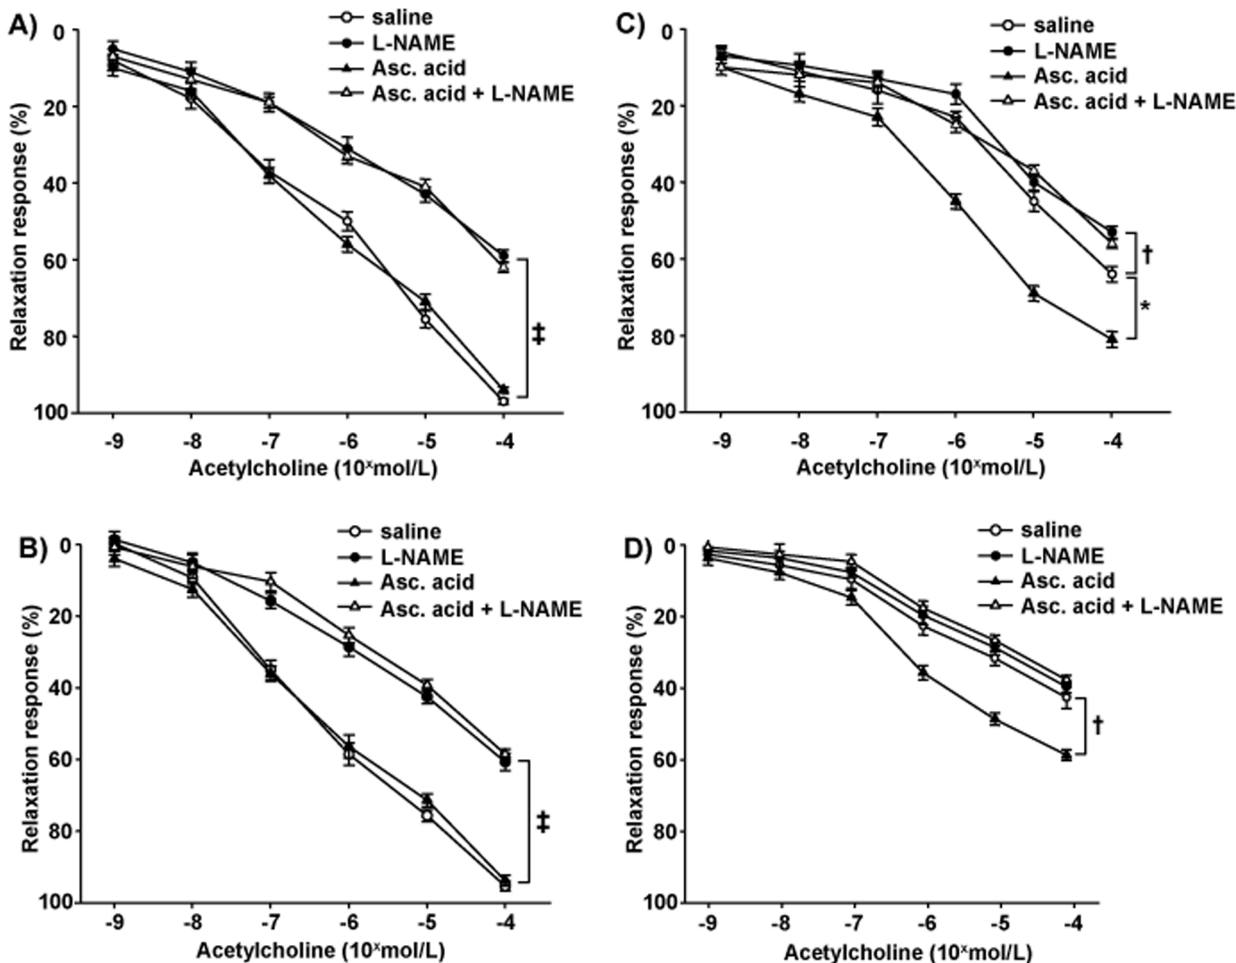 A)
saline
L-NAME
Asc. acid
Asc. acid + L-NAME
Relaxation response (%)
0
20
40
60
80
100
‡
-9 -8 -7 -6 -5 -4
Acetylcholine (10ˣmol/L)
C)
saline
L-NAME
Asc. acid
Asc. acid + L-NAME
Relaxation response (%)
0
20
40
60
80
100
†
*
-9 -8 -7 -6 -5 -4
Acetylcholine (10ˣmol/L)
B)
saline
L-NAME
Asc. acid
Asc. acid + L-NAME
Relaxation response (%)
0
20
40
60
80
100
‡
-9 -8 -7 -6 -5 -4
Acetylcholine (10ˣmol/L)
D)
saline
L-NAME
Asc. acid
Asc. acid + L-NAME
Relaxation response (%)
0
20
40
60
80
100
†
-9 -8 -7 -6 -5 -4
Acetylcholine (10ˣmol/L)